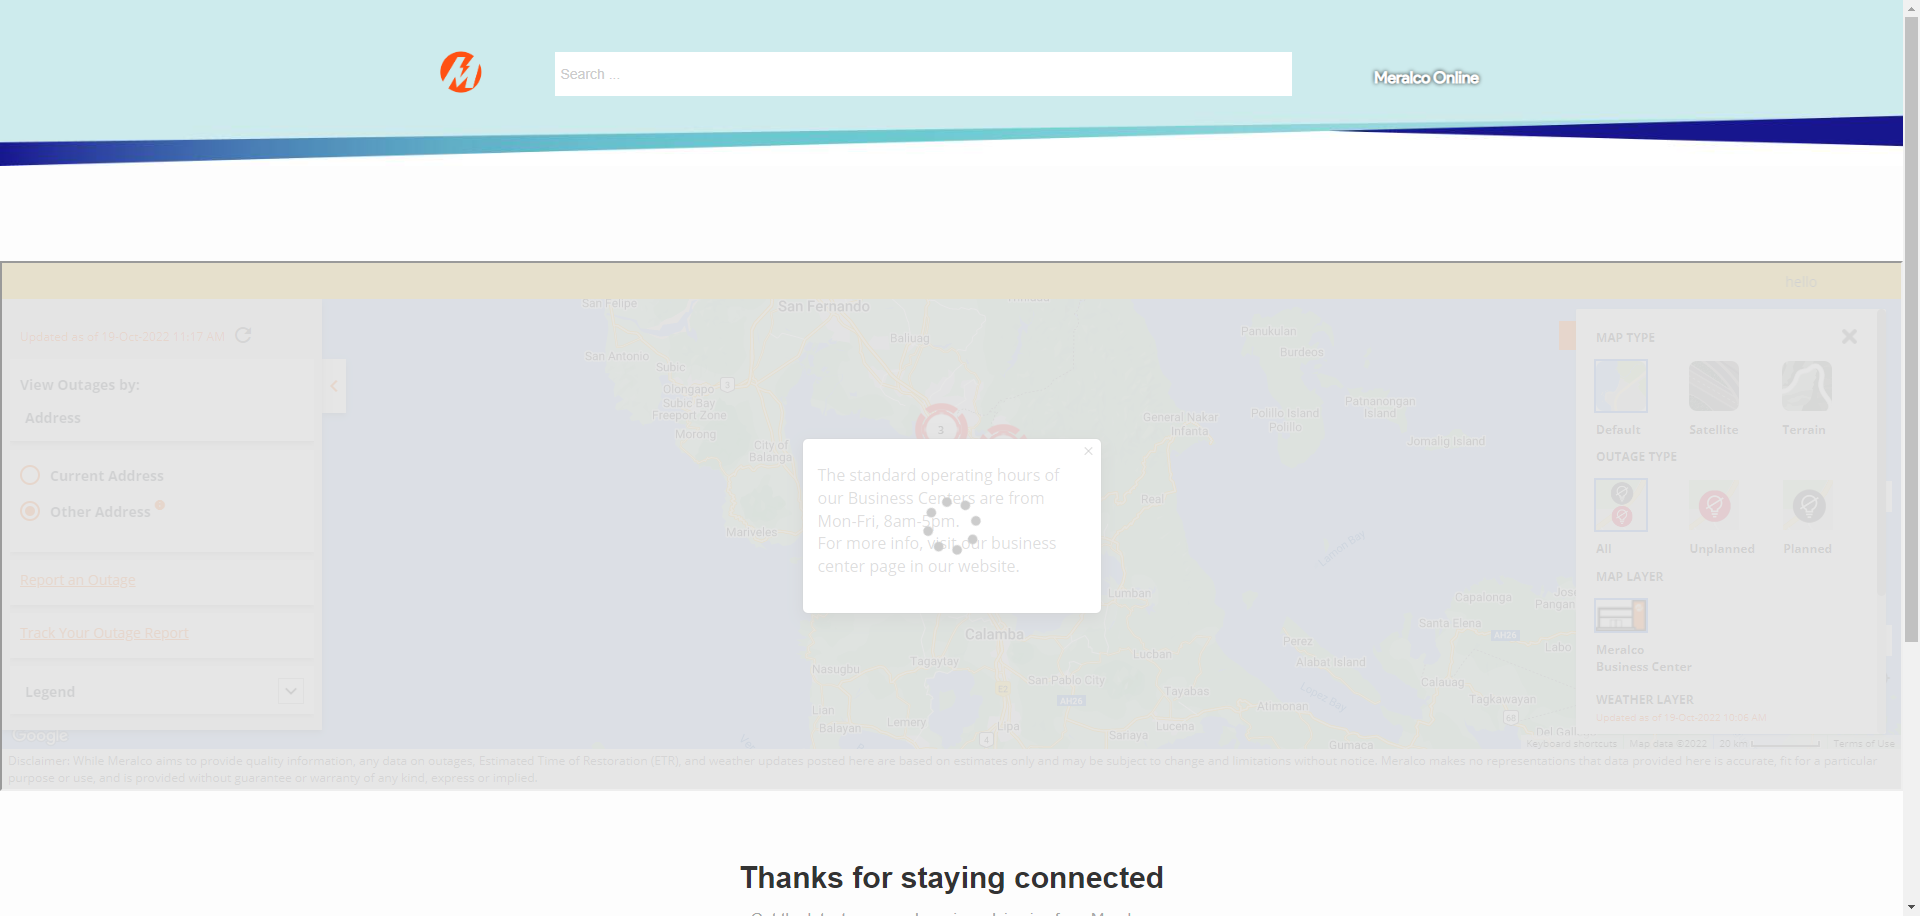 Search ...
Meralco Online
hello
Updated as of 19-Oct-2022 11:17 AM
View Outages by:
Address
Current Address
Other Address
Report an Outage
Track Your Outage Report
Legend
San Felipe
San Fernando
Baliuag
San Antonio
Subic
Olongapo
Subic Bay
Freeport Zone
Morong
City of
Balanga
Mariveles
3
3
Panukulan
Burdeos
Patnanongan
Island
General Nakar
Infanta
Polillo Island
Polillo
Jomalig Island
Real
Lamon Bay
The standard operating hours of
our Business Centers are from
Mon-Fri, 8am-5pm.
For more info, visit our business
center page in our website.
Lumban
Calamba
Nasugbu
Tagaytay
Lucban
San Pablo City
E2
AH26
Tayabas
Lian
Balayan
Lemery
Lipa
4
Lucena
Sariaya
Perez
Alabat Island
Lopez Bay
Atimonan
Gumaca
Calauag
Tagkawayan
68
Capalonga
Santa Elena
AH26
Labo
MAP TYPE
Default
Satellite
Terrain
OUTAGE TYPE
All
Unplanned
Planned
MAP LAYER
Meralco
Business Center
WEATHER LAYER
Updated as of 19-Oct-2022 10:06 AM
Google
Keyboard shortcuts
Map data ©2022
20 km
Terms of Use
Disclaimer: While Meralco aims to provide quality information, any data on outages, Estimated Time of Restoration (ETR), and weather updates posted here are based on estimates only and may be subject to change and limitations without notice. Meralco makes no representations that data provided here is accurate, fit for a particular
purpose or use, and is provided without guarantee or warranty of any kind, express or implied.
Thanks for staying connected